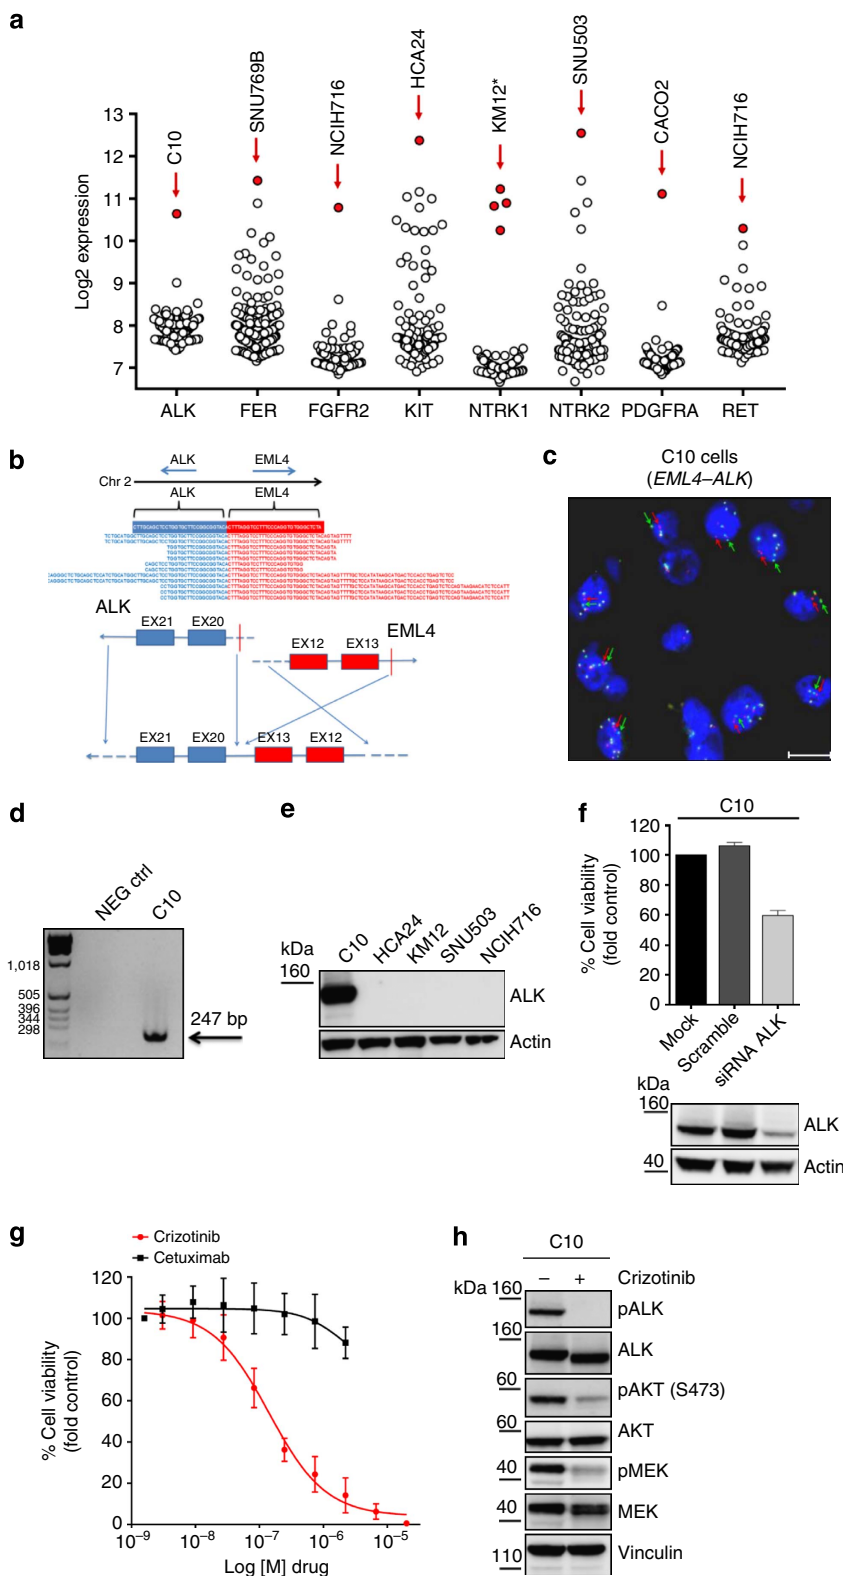 a
C10
SNU769B
NCIH716
HCA24
KM12*
SNU503
CACO2
NCIH716
Log2 expression
13
12
11
10
9
8
7
ALK FER FGFR2 KIT NTRK1 NTRK2 PDGFRA RET
b
ALK EML4
Chr 2
ALK EML4
ALK
EX21 EX20
EML4
EX12 EX13
EX21 EX20 EX13 EX12
c
C10 cells
(EML4–ALK)
d
NEG ctrl
C10
1,018
505
396
344
298
247 bp
e
kDa
160
C10
HCA24
KM12
SNU503
NCIH716
ALK
Actin
f
C10
% Cell viability
(fold control)
120
100
80
60
40
20
0
Mock
Scramble
siRNA ALK
kDa
160
ALK
40
Actin
g
Crizotinib
Cetuximab
% Cell viability
(fold control)
120
100
80
60
40
20
0
10−9 10−8 10−7 10−6 10−5
Log [M] drug
h
C10
− + Crizotinib
kDa 160
pALK
160
ALK
60
pAKT (S473)
60
AKT
40
pMEK
40
MEK
110
Vinculin